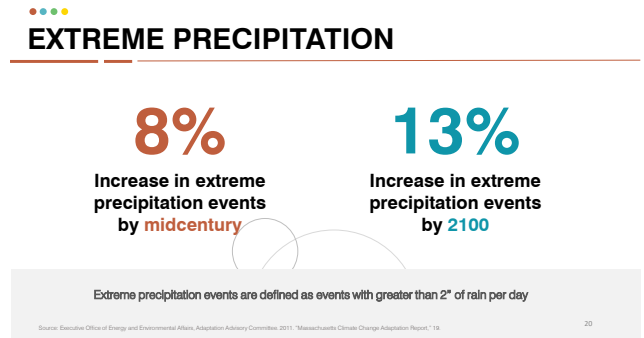 EXTREME PRECIPITATION
8%
Increase in extreme
precipitation events
by midcentury
13%
Increase in extreme
precipitation events
by 2100
Extreme precipitation events are defined as events with greater than 2” of rain per day
Source: Executive Office of Energy and Environmental Affairs, Adaptation Advisory Committee. 2011. "Massachusetts Climate Change Adaptation Report." 19.
20